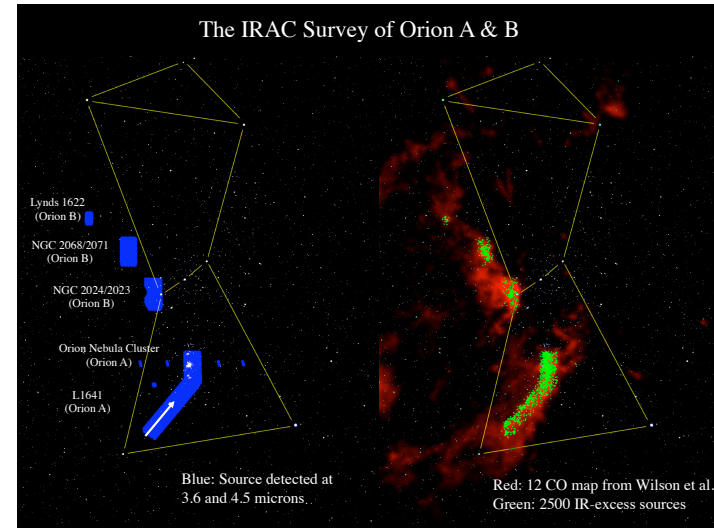 The IRAC Survey of Orion A & B
Lynds 1622
(Orion B)
NGC 2068/2071
(Orion B)
NGC 2024/2023
(Orion B)
Orion Nebula Cluster
(Orion A)
L1641
(Orion A)
Blue: Source detected at
3.6 and 4.5 microns.
Red: 12 CO map from Wilson et al.
Green: 2500 IR-excess sources